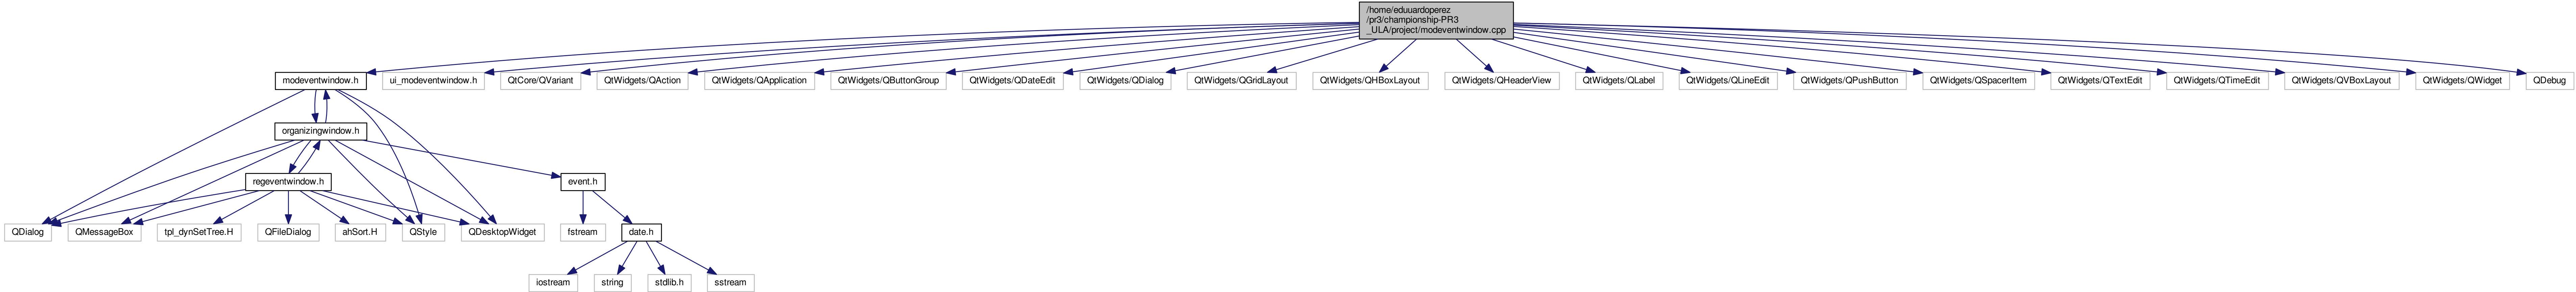 /home/eduuardoperez
/pr3/championship-PR3
_ULA/project/modeventwindow.cpp
modeventwindow.h
ui_modeventwindow.h
QtCore/QVariant
QtWidgets/QAction
QtWidgets/QApplication
QtWidgets/QButtonGroup
QtWidgets/QDateEdit
QtWidgets/QDialog
QtWidgets/QGridLayout
QtWidgets/QHBoxLayout
QtWidgets/QHeaderView
QtWidgets/QLabel
QtWidgets/QLineEdit
QtWidgets/QPushButton
QtWidgets/QSpacerItem
QtWidgets/QTextEdit
QtWidgets/QTimeEdit
QtWidgets/QVBoxLayout
QtWidgets/QWidget
QDebug
organizingwindow.h
regeventwindow.h
event.h
QDialog
QMessageBox
tpl_dynSetTree.H
QFileDialog
ahSort.H
QStyle
QDesktopWidget
fstream
date.h
iostream
string
stdlib.h
sstream